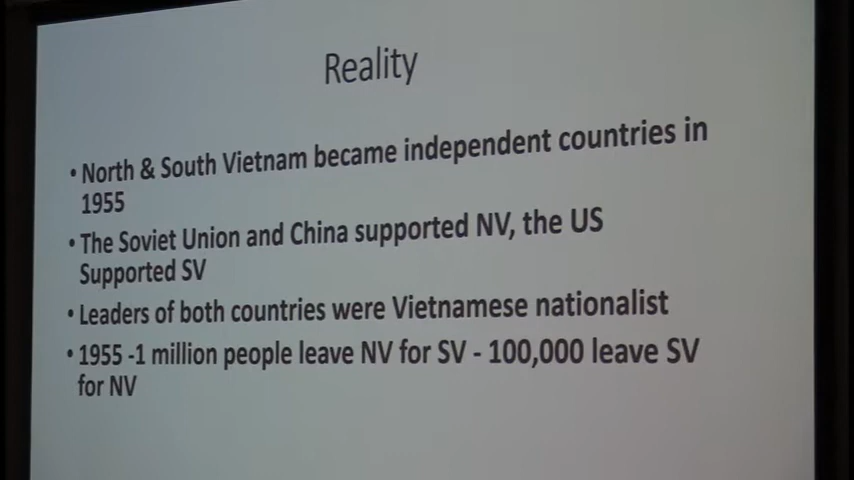 Reality
• North & South Vietnam became independent countries in
1955
• The Soviet Union and China supported NV, the US
Supported SV
• Leaders of both countries were Vietnamese nationalist
• 1955 -1 million people leave NV for SV - 100,000 leave SV
for NV